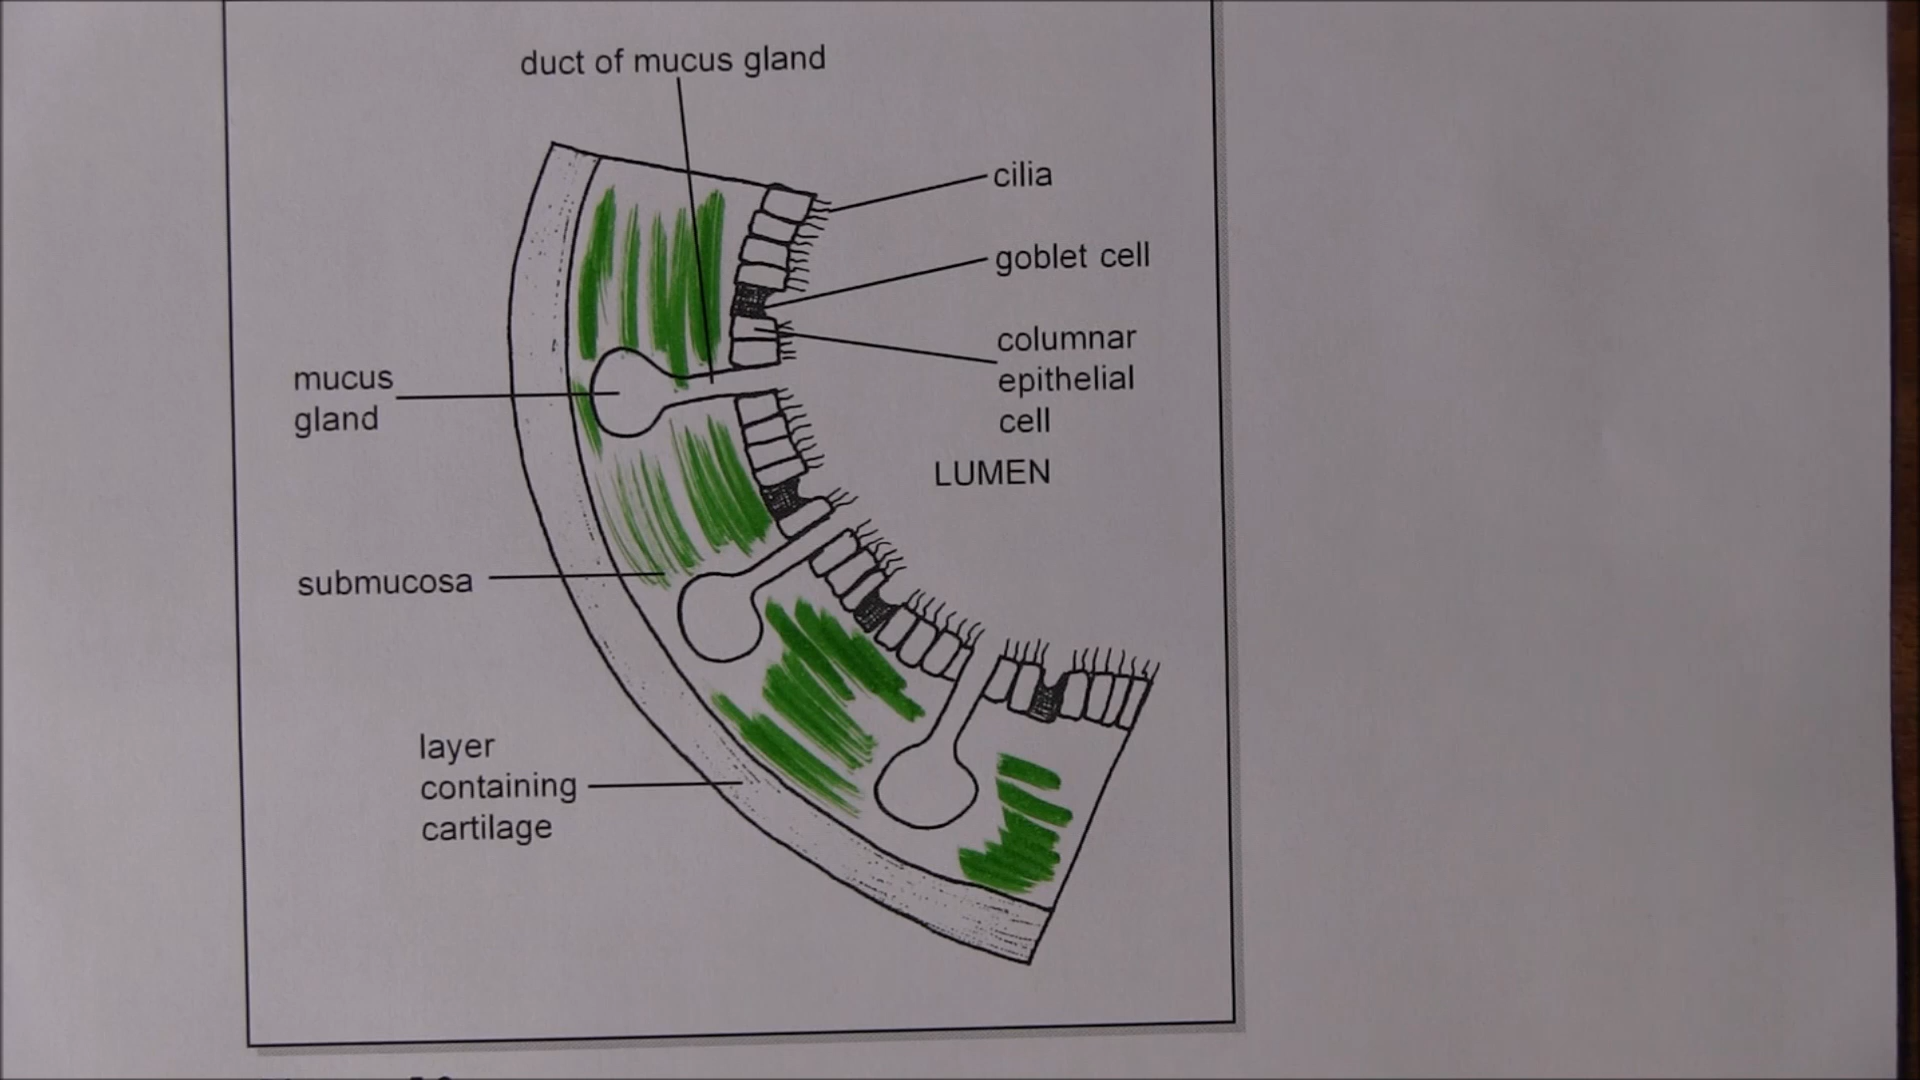 duct of mucus gland
cilia
goblet cell
columnar
epithelial
cell
LUMEN
mucus
gland
submucosa
layer
containing
cartilage